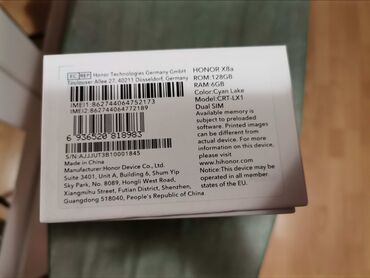 EC REP Honor Technologies Germany GmbH
Toulouser Allee 27, 40211 Düsseldorf, Germany
IMEI1:862744064752173
IMEI2:862744064772189
6 936520 818983
S/N:AJJJUT3B10001845
Made in China
Manufacturer:Honor Device Co., Ltd.
Suite 3401, Unit A, Building 6, Shum Yip
Sky Park, No. 8089, Hongli West Road,
Xiangmihu Street, Futian District, Shenzhen,
Guangdong 518040, People's Republic of China
HONOR X8a
ROM:128GB
RAM:6GB
Color:Cyan Lake
Model:CRT-LX1
Dual SIM
Available memory is
subject to preloaded
software. Printed images
can be different from
actual device. For more
information visit
www.hihonor.com.
This device may be
operated in all member
states of the EU.